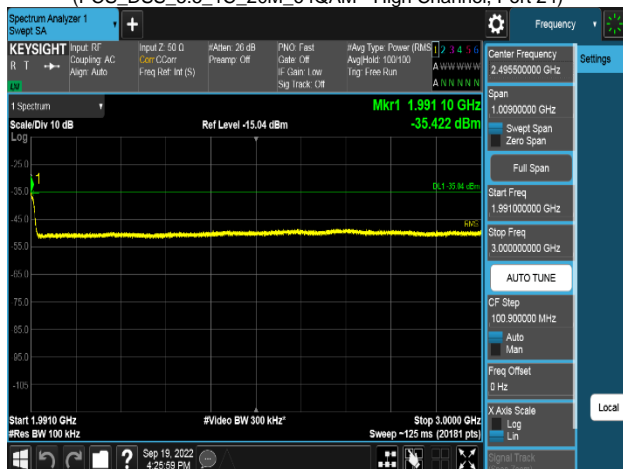 Spectrum Analyzer 1
Swept SA
Frequency
KEYSIGHT
R T
LXI
Input: RF
Coupling: AC
Align: Auto
Input Z: 50 Ω
Corr CCorr
Freq Ref: Int (S)
#Atten: 26 dB
Preamp: Off
PNO: Fast
Gate: Off
IF Gain: Low
Sig Track: Off
#Avg Type: Power (RMS
Avg|Hold: 100/100
Trig: Free Run
1 2 3 4 5 6
A W W W W W
A N N N N N
1 Spectrum
Scale/Div 10 dB
Log
Ref Level -15.04 dBm
Mkr1 1.991 10 GHz
-35.422 dBm
1
DL1 -35.04 dBm
RMS
-25.0
-35.0
-45.0
-55.0
-65.0
-75.0
-85.0
-95.0
-105
Start 1.9910 GHz
#Res BW 100 kHz
#Video BW 300 kHz*
Stop 3.0000 GHz
Sweep ~125 ms (20181 pts)
Sep 19, 2022
4:25:59 PM
Center Frequency
2.495500000 GHz
Settings
Span
1.00900000 GHz
Swept Span
Zero Span
Full Span
Start Freq
1.991000000 GHz
Stop Freq
3.000000000 GHz
AUTO TUNE
CF Step
100.900000 MHz
Auto
Man
Freq Offset
0 Hz
X Axis Scale
Log
Lin
Local
Signal Track